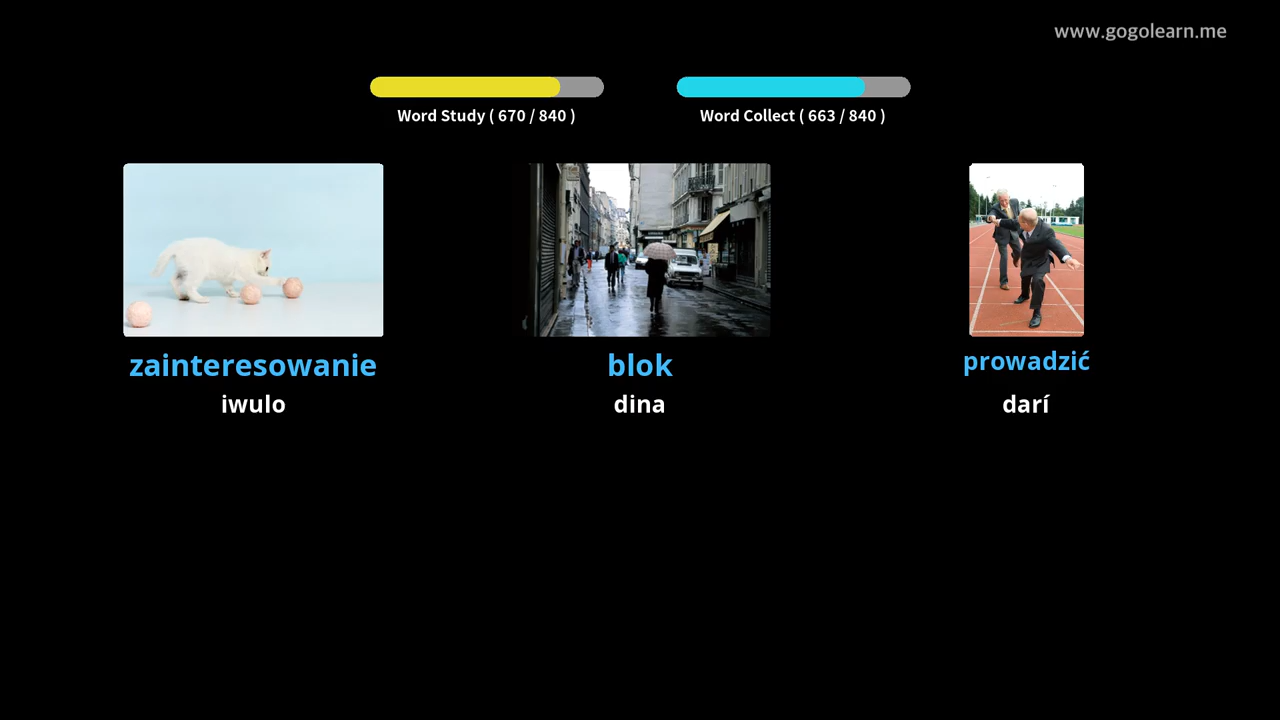 www.gogolearn.me
Word Study ( 670 / 840 )
Word Collect ( 663 / 840 )
zainteresowanie
iwulo
blok
dina
prowadzić
darí